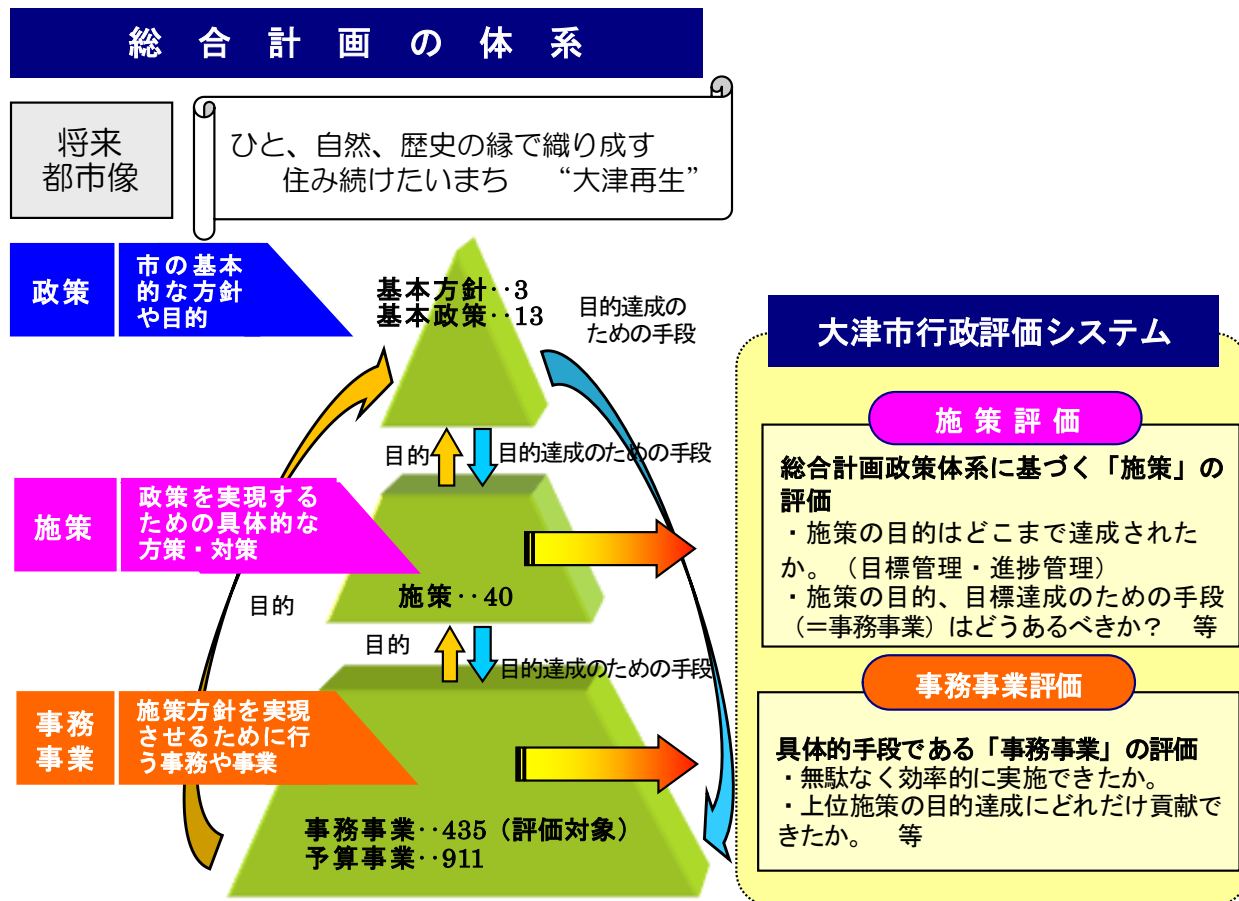 総合計画の体系
将来
都市像
ひと、自然、歴史の縁で織り成す
住み続けたいまち　“大津再生”
政策
市の基本
的な方針
や目的
基本方針‥3
基本政策‥13
目的達成の
ための手段
目的
目的達成のための手段
施策
政策を実現する
ための具体的な
方策・対策
施策‥40
目的
目的
目的達成のための手段
事務
事業
施策方針を実現
させるために行
う事務や事業
事務事業‥435（評価対象）
予算事業‥911
大津市行政評価システム
施策評価
総合計画政策体系に基づく「施策」の
評価
・施策の目的はどこまで達成された
か。（目標管理・進捗管理）
・施策の目的、目標達成のための手段
（＝事務事業）はどうあるべきか？　等
事務事業評価
具体的手段である「事務事業」の評価
・無駄なく効率的に実施できたか。
・上位施策の目的達成にどれだけ貢献で
きたか。　等